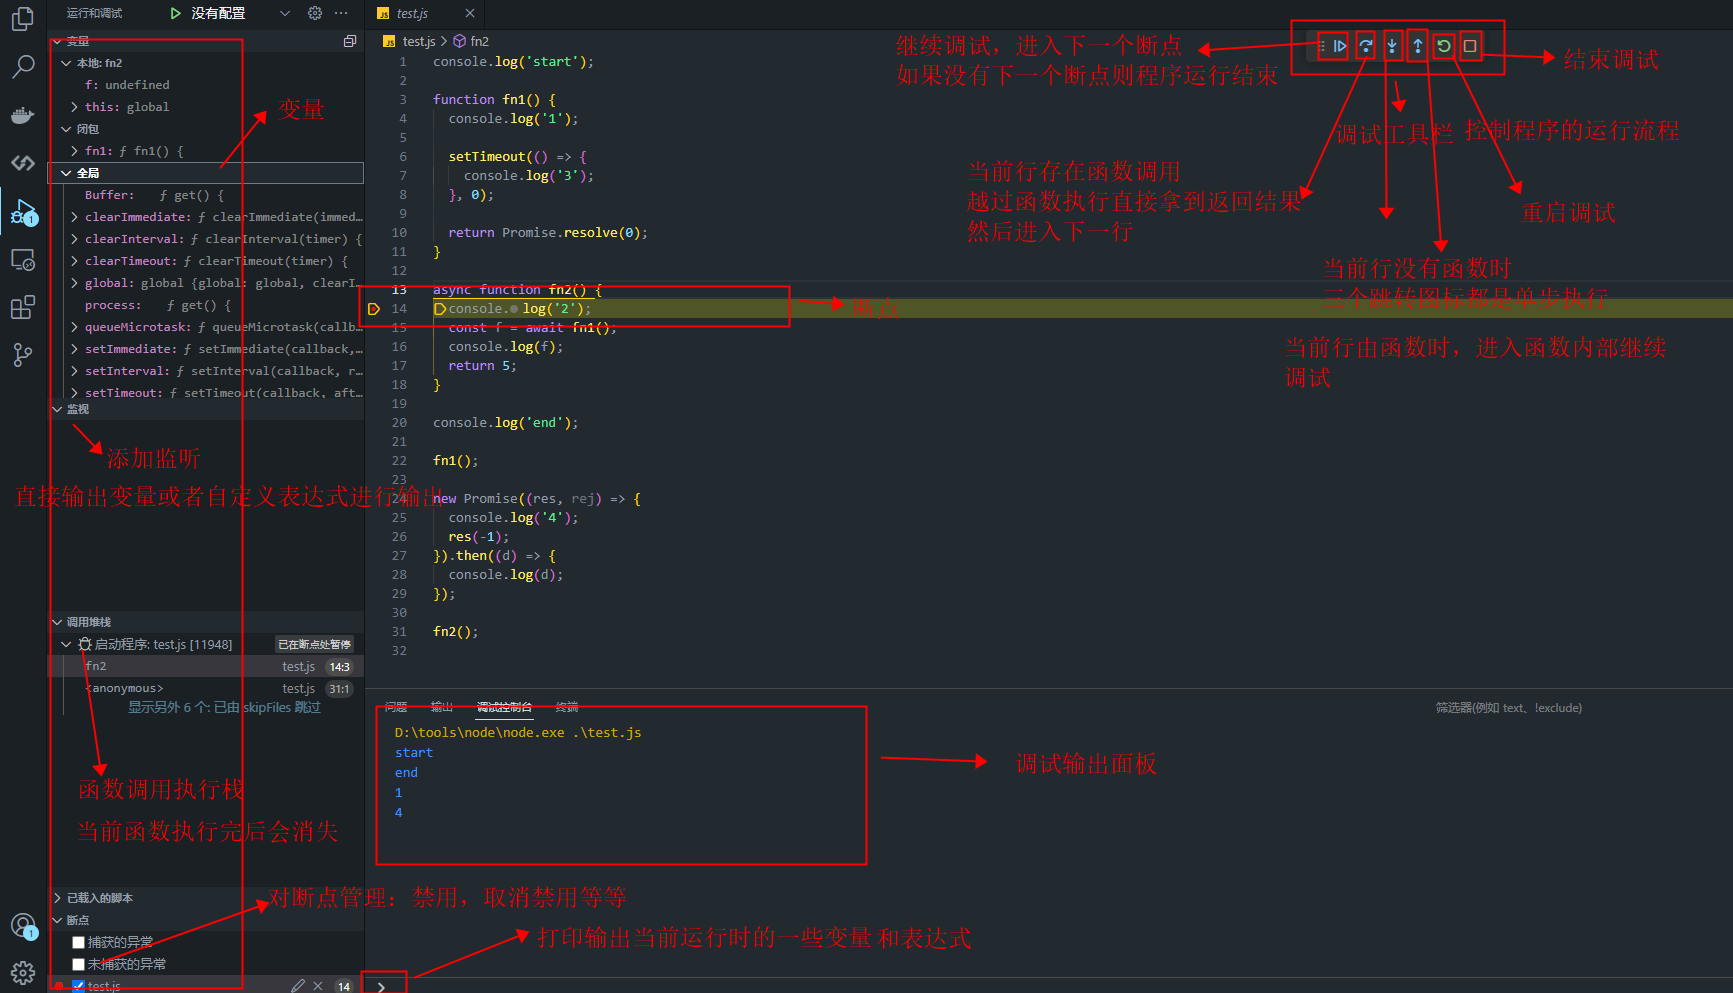 运行和调试
没有配置
变量
本地: fn2
f: undefined
this: global
闭包
fn1: ƒ fn1() {
全局
Buffer: ƒ get() {
clearImmediate: ƒ clearImmediate(immed…
clearInterval: ƒ clearInterval(timer) {
clearTimeout: ƒ clearTimeout(timer) {
global: global {global: global, clearI…
process: ƒ get() {
queueMicrotask: ƒ queueMicrotask(callb…
setImmediate: ƒ setImmediate(callback,…
setInterval: ƒ setInterval(callback, r…
setTimeout: ƒ setTimeout(callback, aft…
变量
监视
添加监听
直接输出变量或者自定义表达式进行输出
调用堆栈
启动程序: test.js [11948] 已在断点处暂停
fn2 test.js 14:3
<anonymous> test.js 31:1
显示另外 6 个: 已由 skipFiles 跳过
函数调用执行栈
当前函数执行完后会消失
已载入的脚本
断点
捕获的异常
未捕获的异常
test.js 14
对断点管理：禁用，取消禁用等等
1
1
JS test.js
JS test.js > fn2
1 console.log('start');
2
3 function fn1() {
4 console.log('1');
5
6 setTimeout(() => {
7 console.log('3');
8 }, 0);
9
10 return Promise.resolve(0);
11 }
12
13 async function fn2() {
14 console.log('2');
15 const f = await fn1();
16 console.log(f);
17 return 5;
18 }
19
20 console.log('end');
21
22 fn1();
23
24 new Promise((res, rej) => {
25 console.log('4');
26 res(-1);
27 }).then((d) => {
28 console.log(d);
29 });
30
31 fn2();
32
断点
继续调试，进入下一个断点
如果没有下一个断点则程序运行结束
结束调试
调试工具栏 控制程序的运行流程
当前行存在函数调用
越过函数执行直接拿到返回结果
然后进入下一行
重启调试
当前行没有函数时
三个跳转图标都是单步执行
当前行由函数时，进入函数内部继续
调试
问题 输出 调试控制台 终端
筛选器(例如 text、!exclude)
D:\tools\node\node.exe .\test.js
start
end
1
4
调试输出面板
打印输出当前运行时的一些变量 和表达式